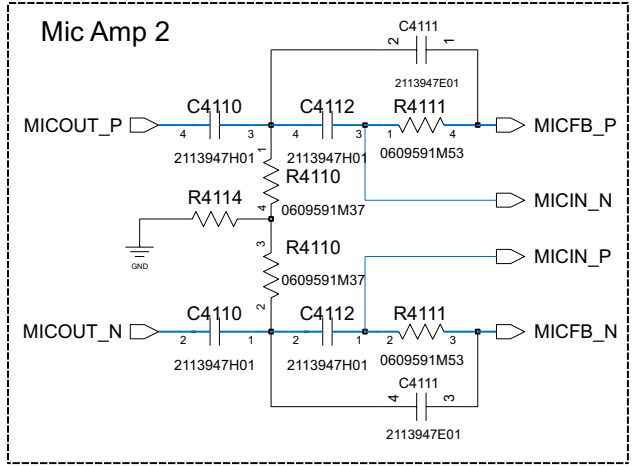 Mic Amp 2
C4111
2 1
2113947E01
MICOUT_P C4110 C4112 R4111 MICFB_P
4 3 4 3 1 4
2113947H01 2113947H01 0609591M53
1
R4110
0609591M37
4
MICIN_N
R4114
GND
3
R4110
0609591M37
2
MICIN_P
MICOUT_N C4110 C4112 R4111 MICFB_N
2 1 2 1 2 3
2113947H01 2113947H01 0609591M53
C4111
4 3
2113947E01